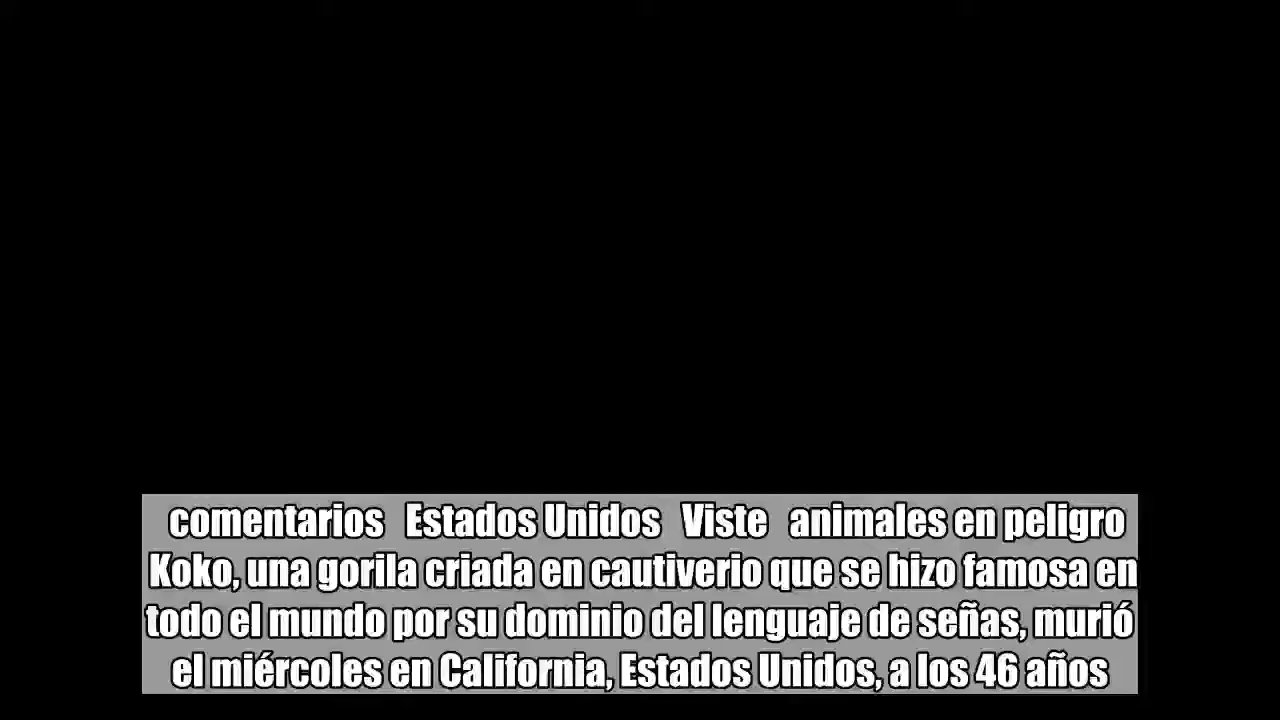 comentarios Estados Unidos Viste animales en peligro
Koko, una gorila criada en cautiverio que se hizo famosa en
todo el mundo por su dominio del lenguaje de señas, murió
el miércoles en California, Estados Unidos, a los 46 años